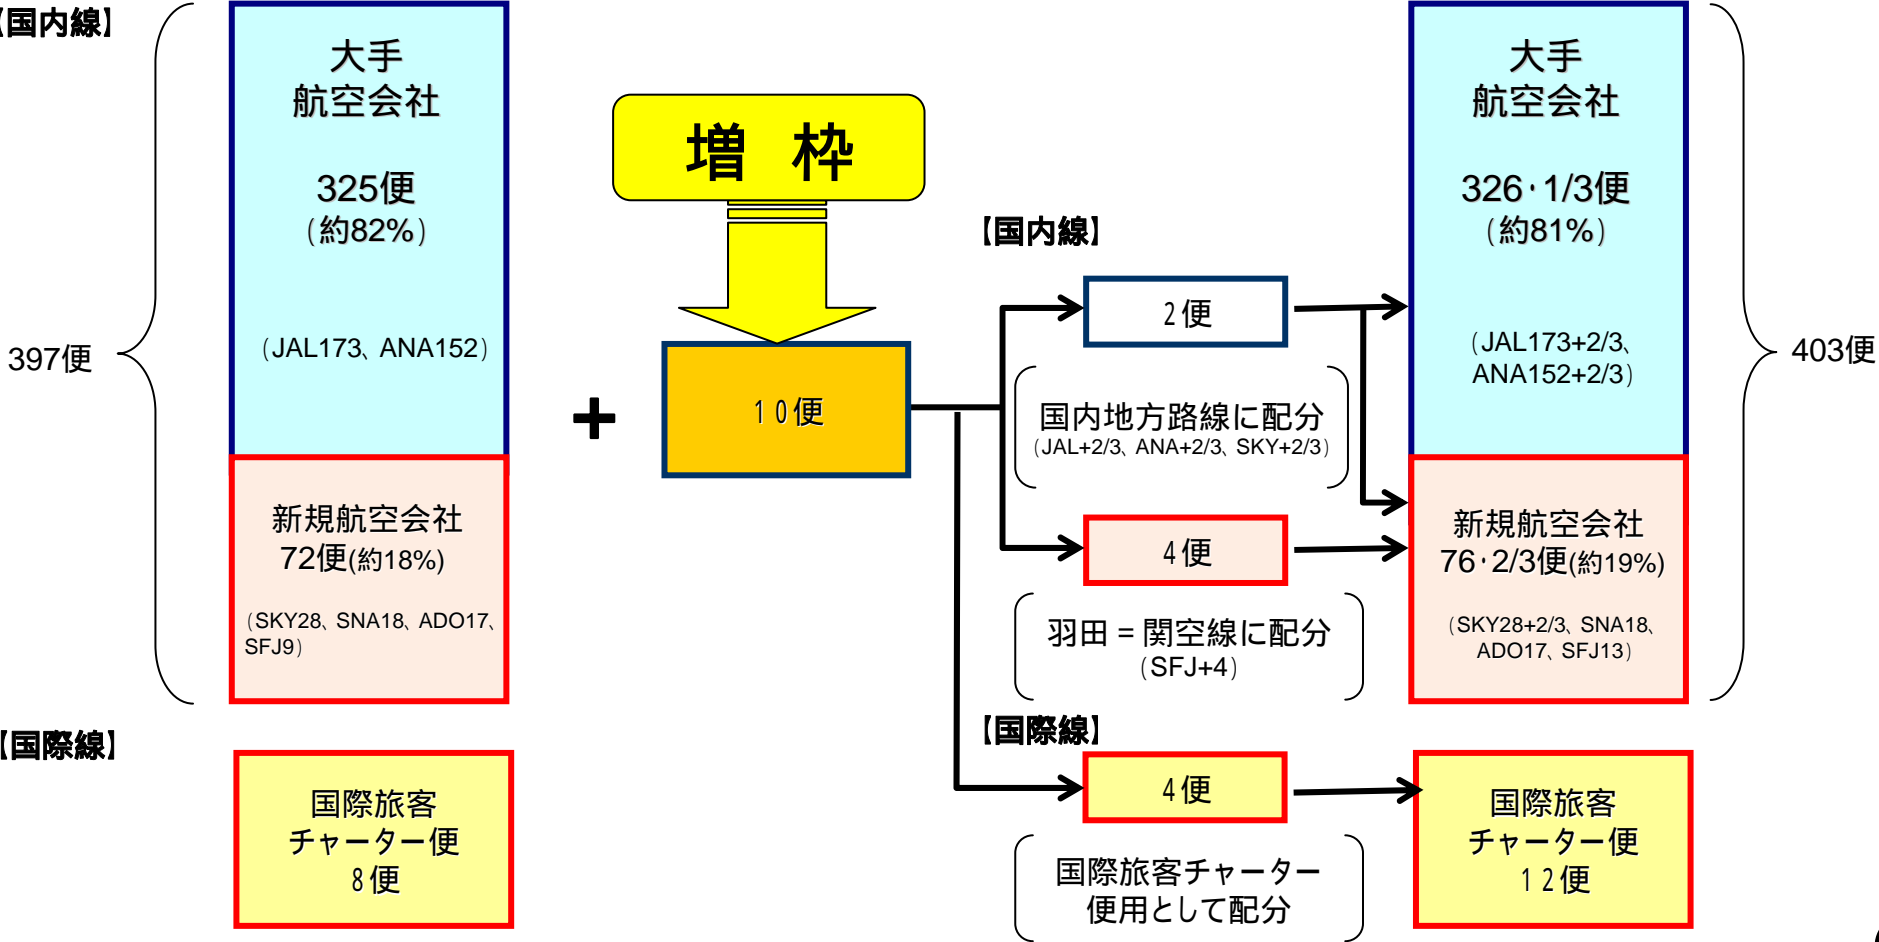 【国内線】
大手
航空会社
325便
(約82%)
(JAL173、ANA152)
397便
新規航空会社
72便(約18%)
(SKY28、SNA18、ADO17、
SFJ9)
【国際線】
国際旅客
チャーター便
8便
+
増 枠
10便
【国内線】
2便
国内地方路線に配分
(JAL+2/3、ANA+2/3、SKY+2/3)
4便
羽田=関空線に配分
(SFJ+4)
【国際線】
4便
国際旅客チャーター
便用として配分
大手
航空会社
326・1/3便
(約81%)
(JAL173+2/3、
ANA152+2/3)
403便
新規航空会社
76・2/3便(約19%)
(SKY28+2/3、SNA18、
ADO17、SFJ13)
国際旅客
チャーター便
12便